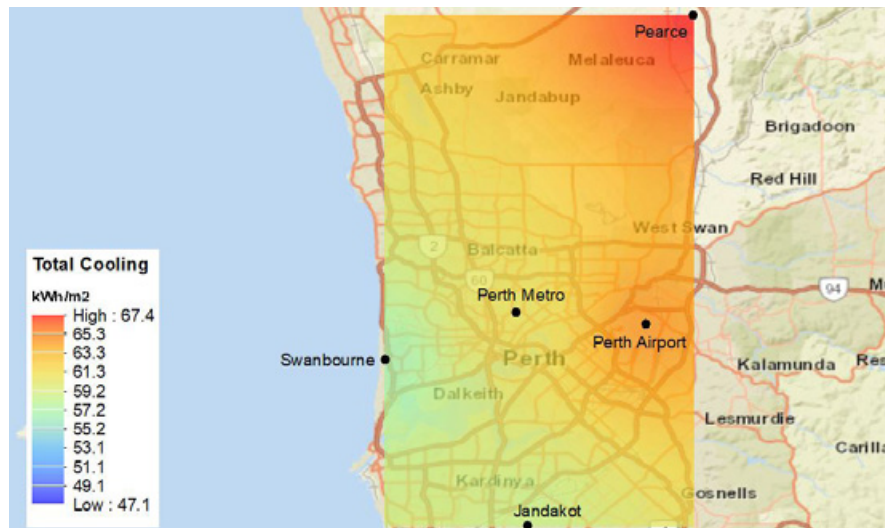 Pearce
Carramar
Melaleuca
Ashby
Jandabup
Brigadoon
Red Hill
West Swan
2
Balcatta
60
94
Total Cooling
kWh/m2
High : 67.4
65.3
63.3
61.3
59.2
57.2
55.2
53.1
51.1
49.1
Low : 47.1
Perth Metro
Perth Airport
Swanbourne
Perth
Kalamunda
Dalkeith
Lesmurdie
Kardinya
Gosnells
Jandakot